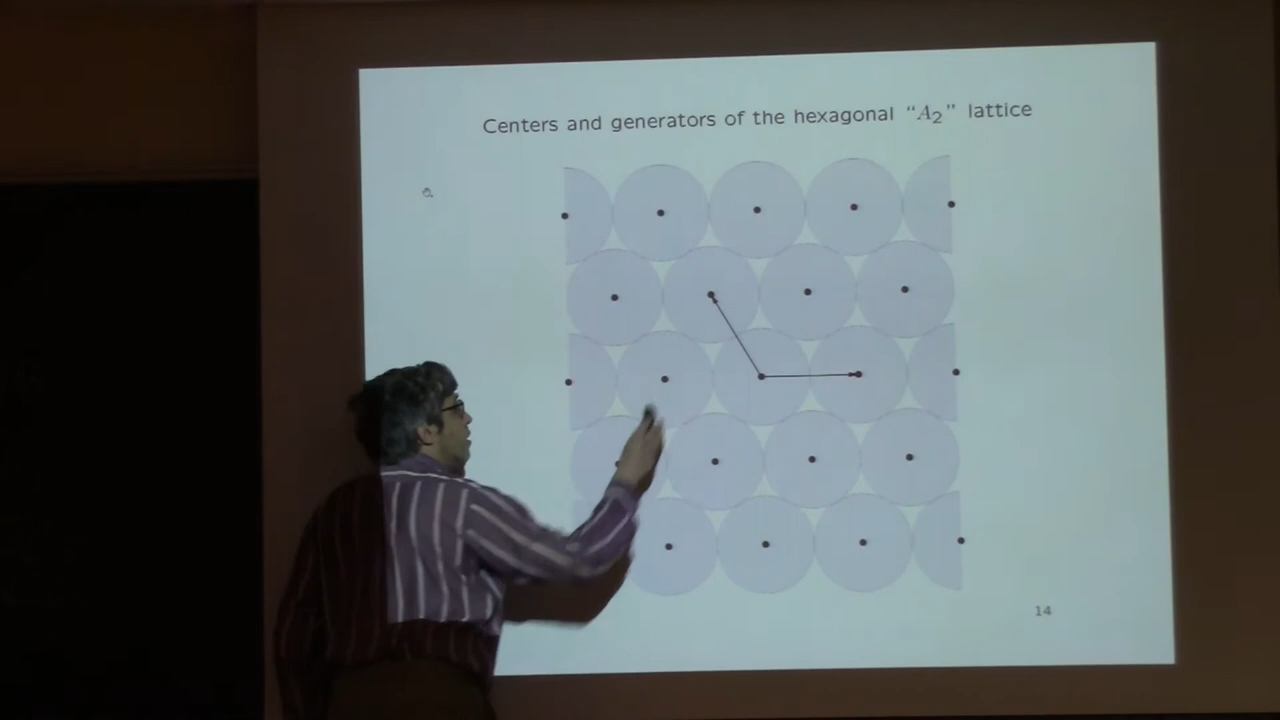 Centers and generators of the hexagonal “A₂” lattice
14